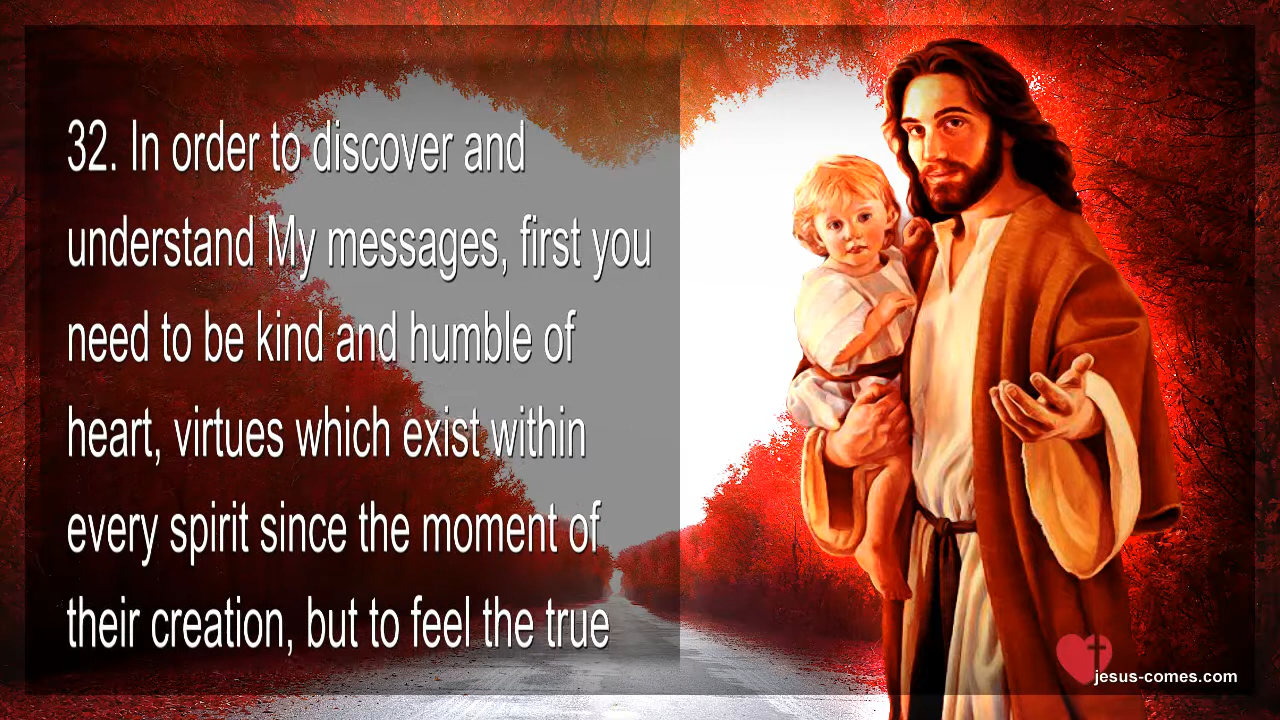 32. In order to discover and
understand My messages, first you
need to be kind and humble of
heart, virtues which exist within
every spirit since the moment of
their creation, but to feel the true
jesus-comes.com